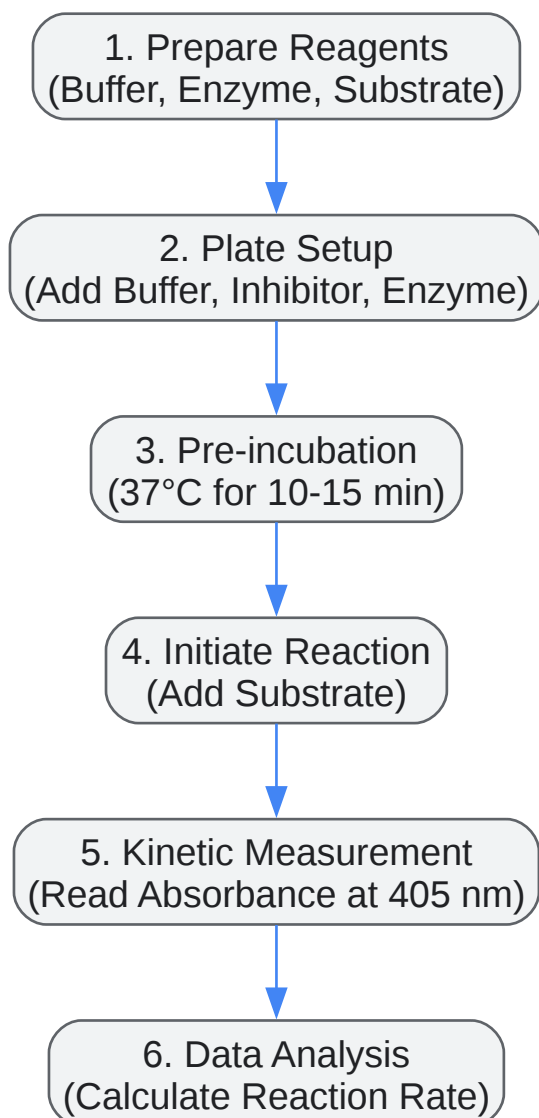 1. Prepare Reagents
(Buffer, Enzyme, Substrate)
2. Plate Setup
(Add Buffer, Inhibitor, Enzyme)
3. Pre-incubation
(37°C for 10-15 min)
4. Initiate Reaction
(Add Substrate)
5. Kinetic Measurement
(Read Absorbance at 405 nm)
6. Data Analysis
(Calculate Reaction Rate)